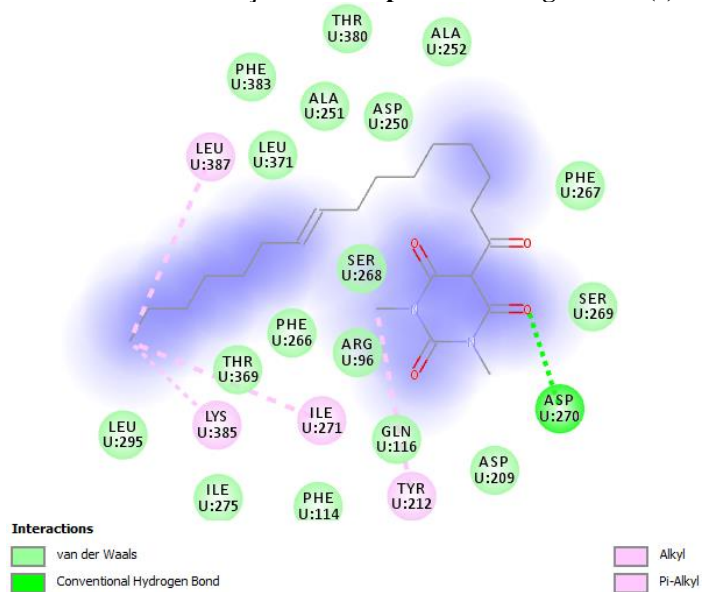 THR
U:380
ALA
U:252
PHE
U:383
ALA
U:251
ASP
U:250
LEU
U:387
LEU
U:371
PHE
U:267
O
O
SER
U:268
SER
U:269
N
O
PHE
U:266
ARG
U:96
N
O
THR
U:369
ASP
U:270
LYS
U:385
ILE
U:271
LEU
U:295
GLN
U:116
ASP
U:209
ILE
U:275
PHE
U:114
TYR
U:212
Interactions
van der Waals
Conventional Hydrogen Bond
Alkyl
Pi-Alkyl